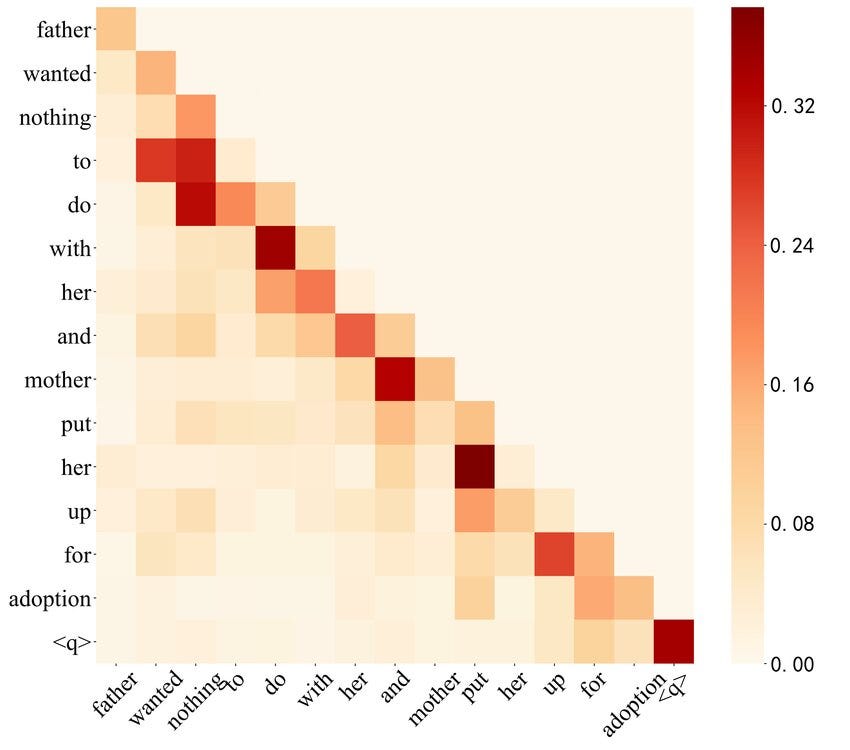 father
wanted
nothing
to
do
with
her
and
mother
put
her
up
for
adoption
<q>
father wanted nothing to do with her and mother put her up for adoption <q>
0.32
0.24
0.16
0.08
0.00